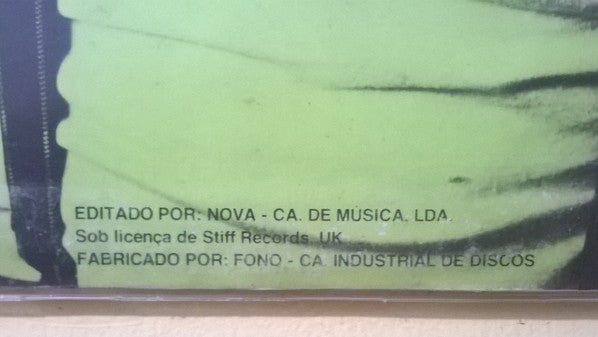 EDITADO POR: NOVA - CA. DE MÚSICA. LDA.
Sob licença de Stiff Records. UK
FABRICADO POR: FONO - CA. INDUSTRIAL DE DISCOS